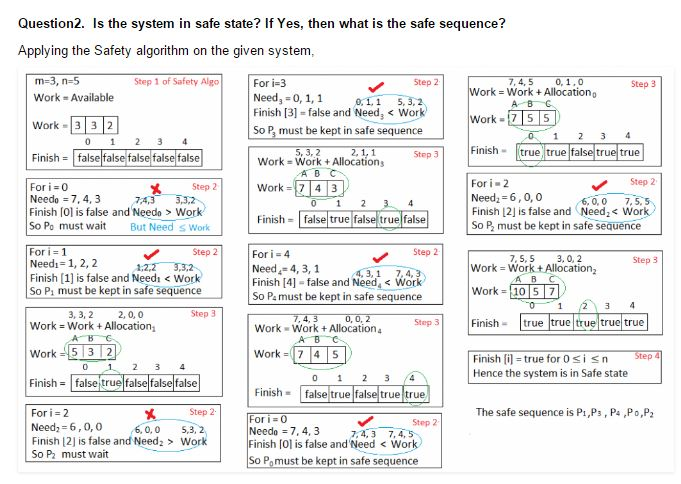 Question2. Is the system in safe state? If Yes, then what is the safe sequence?
Applying the Safety algorithm on the given system,
m=3, n=5 Step 1 of Safety Algo
Work = Available
Work = 3 3 2
0 1 2 3 4
Finish = false false false false false
For i = 0 Step 2
Need₀ = 7, 4, 3 7,4,3 3,3,2
Finish [0] is false and Need₀ > Work
So P₀ must wait But Need ≤ Work
For i = 1 Step 2
Need₁ = 1, 2, 2 1,2,2 3,3,2
Finish [1] is false and Need₁ < Work
So P₁ must be kept in safe sequence
3, 3, 2 2, 0, 0 Step 3
Work = Work + Allocation₁
A B C
Work = 5 3 2
0 1 2 3 4
Finish = false true false false false
For i = 2 Step 2
Need₂ = 6, 0, 0 6, 0, 0 5,3, 2
Finish [2] is false and Need₂ > Work
So P₂ must wait
For i=3 Step 2
Need₃ = 0, 1, 1 0, 1, 1 5, 3, 2
Finish [3] = false and Need₃ < Work
So P₃ must be kept in safe sequence
5, 3, 2 2, 1, 1 Step 3
Work = Work + Allocation₃
A B C
Work = 7 4 3
0 1 2 3 4
Finish = false true false true false
For i = 4 Step 2
Need₄ = 4, 3, 1 4, 3, 1 7, 4, 3
Finish [4] = false and Need₄ < Work
So P₄ must be kept in safe sequence
7, 4, 3 0, 0, 2 Step 3
Work = Work + Allocation₄
A B C
Work = 7 4 5
0 1 2 3 4
Finish = false true false true true
For i = 0 Step 2
Need₀ = 7, 4, 3 7, 4, 3 7, 4, 5
Finish [0] is false and Need < Work
So P₀ must be kept in safe sequence
7, 4, 5 0, 1, 0 Step 3
Work = Work + Allocation₀
A B C
Work = 7 5 5
0 1 2 3 4
Finish = true true false true true
For i = 2 Step 2
Need₂ = 6, 0, 0 6, 0, 0 7, 5, 5
Finish [2] is false and Need₂ < Work
So P₂ must be kept in safe sequence
7, 5, 5 3, 0, 2 Step 3
Work = Work + Allocation₂
A B C
Work = 10 5 7
0 1 2 3 4
Finish = true true true true true
Finish [i] = true for 0 ≤ i ≤ n Step 4
Hence the system is in Safe state
The safe sequence is P₁,P₃ , P₄ ,P₀,P₂